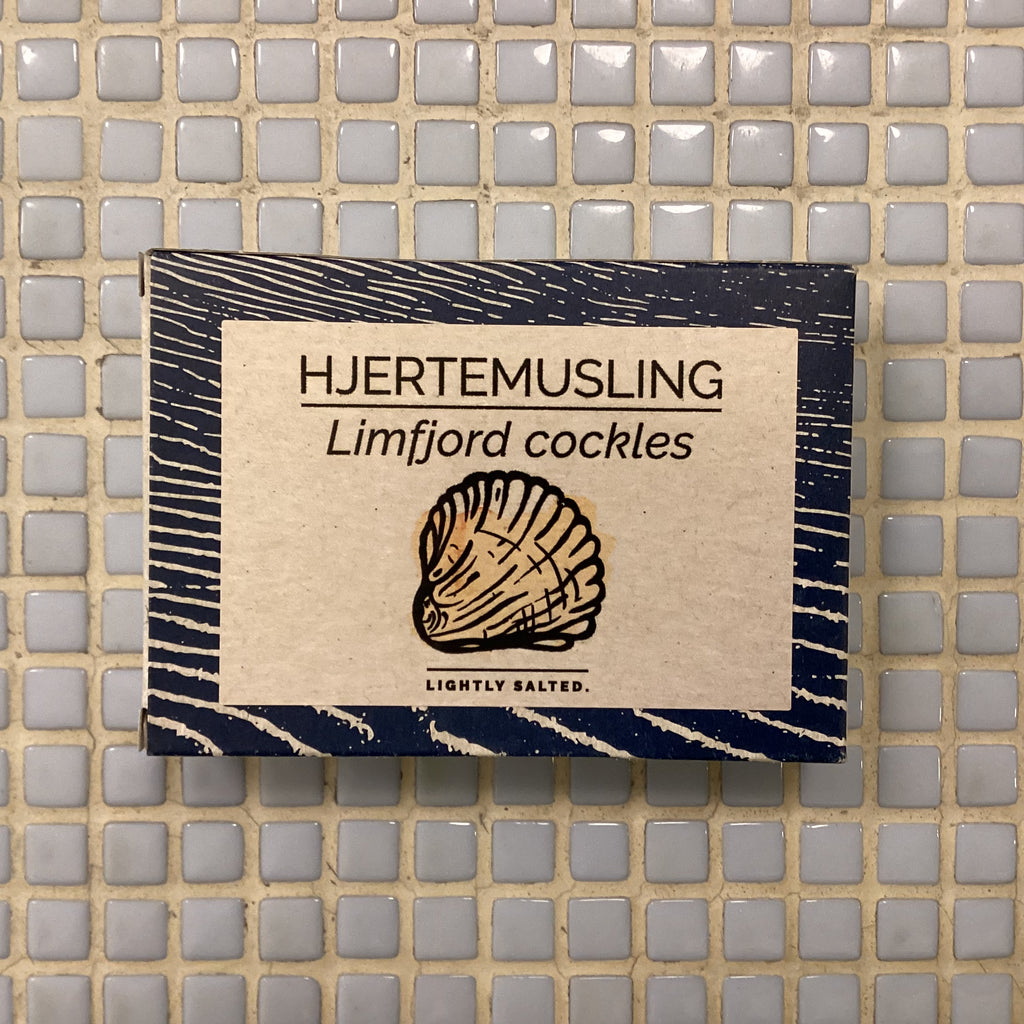 HJERTEMUSLING
Limfjord cockles
LIGHTLY SALTED.